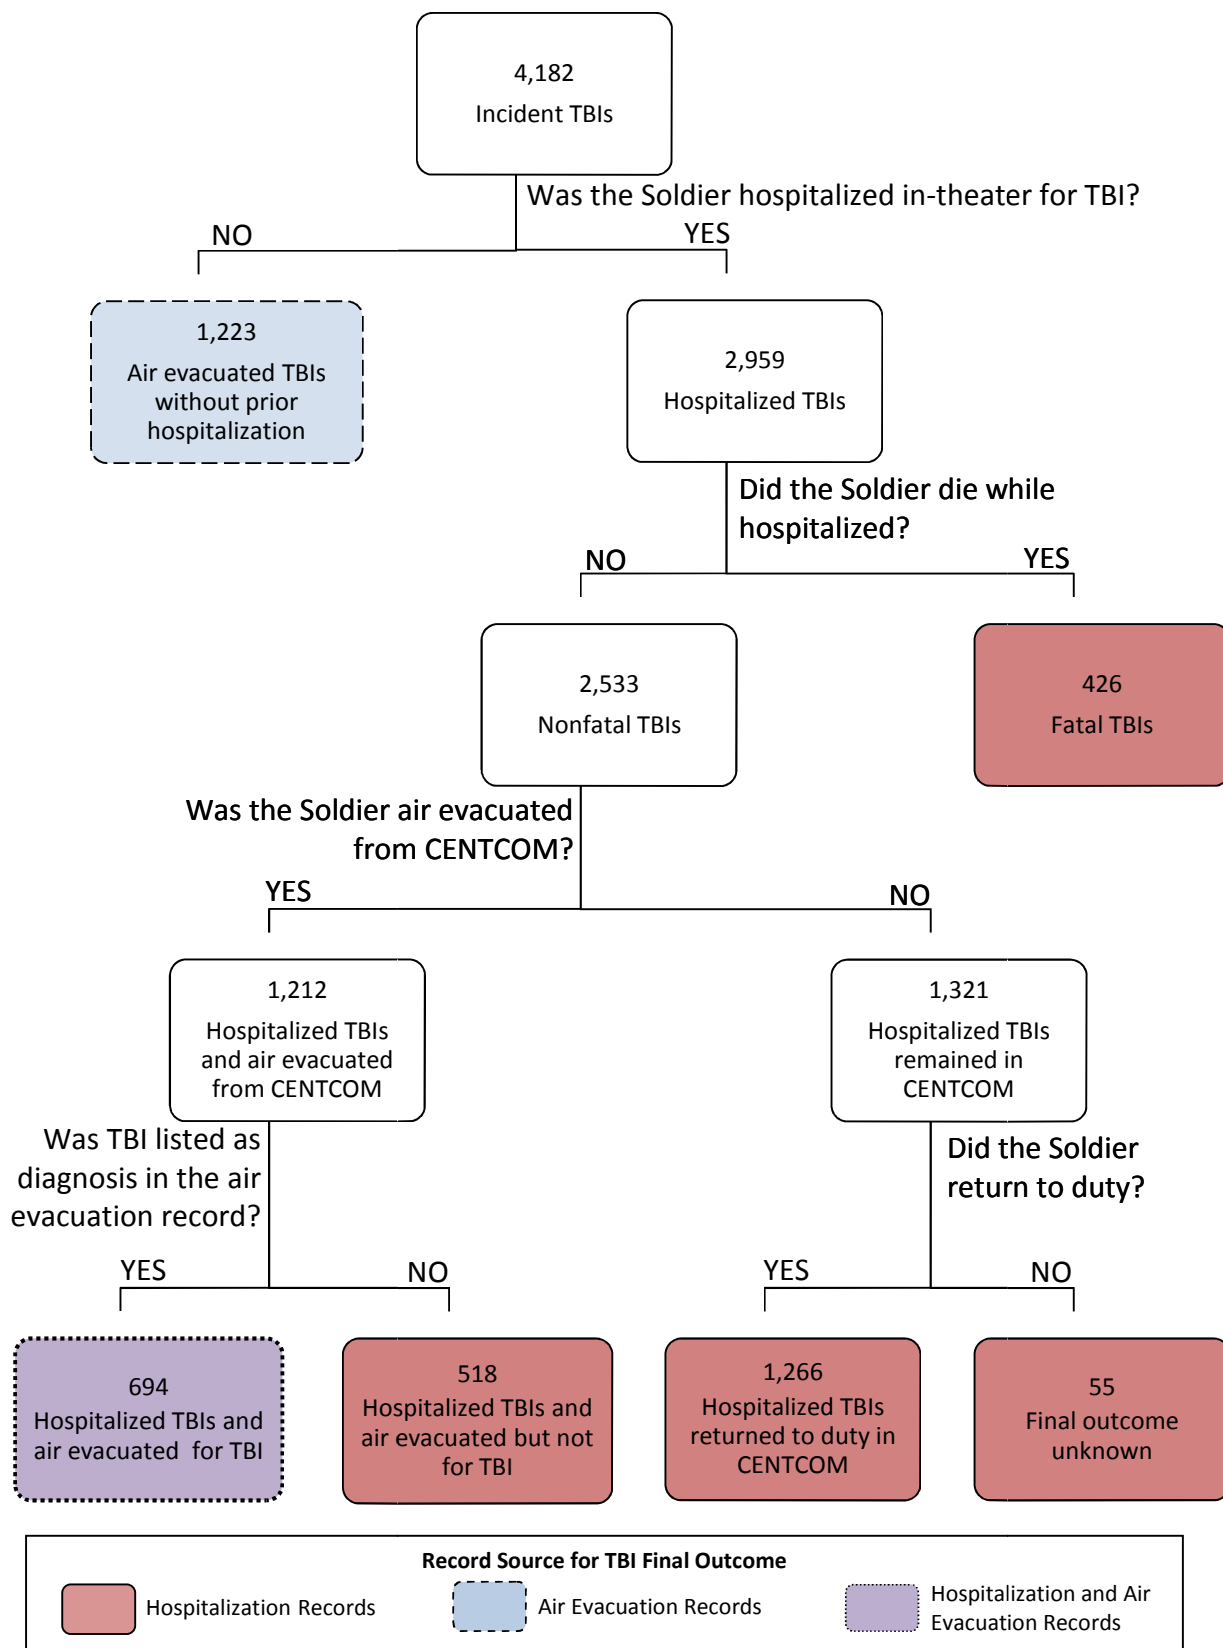 4,182
Incident TBIs
Was the Soldier hospitalized in-theater for TBI?
NO
YES
1,223
Air evacuated TBIs
without prior
hospitalization
2,959
Hospitalized TBIs
Did the Soldier die while
hospitalized?
NO
YES
2,533
Nonfatal TBIs
426
Fatal TBIs
Was the Soldier air evacuated
from CENTCOM?
YES
NO
1,212
Hospitalized TBIs
and air evacuated
from CENTCOM
1,321
Hospitalized TBIs
remained in
CENTCOM
Was TBI listed as
diagnosis in the air
evacuation record?
Did the Soldier
return to duty?
YES
NO
YES
NO
694
Hospitalized TBIs and
air evacuated for TBI
518
Hospitalized TBIs and
air evacuated but not
for TBI
1,266
Hospitalized TBIs
returned to duty in
CENTCOM
55
Final outcome
unknown
Record Source for TBI Final Outcome
Hospitalization Records
Air Evacuation Records
Hospitalization and Air
Evacuation Records